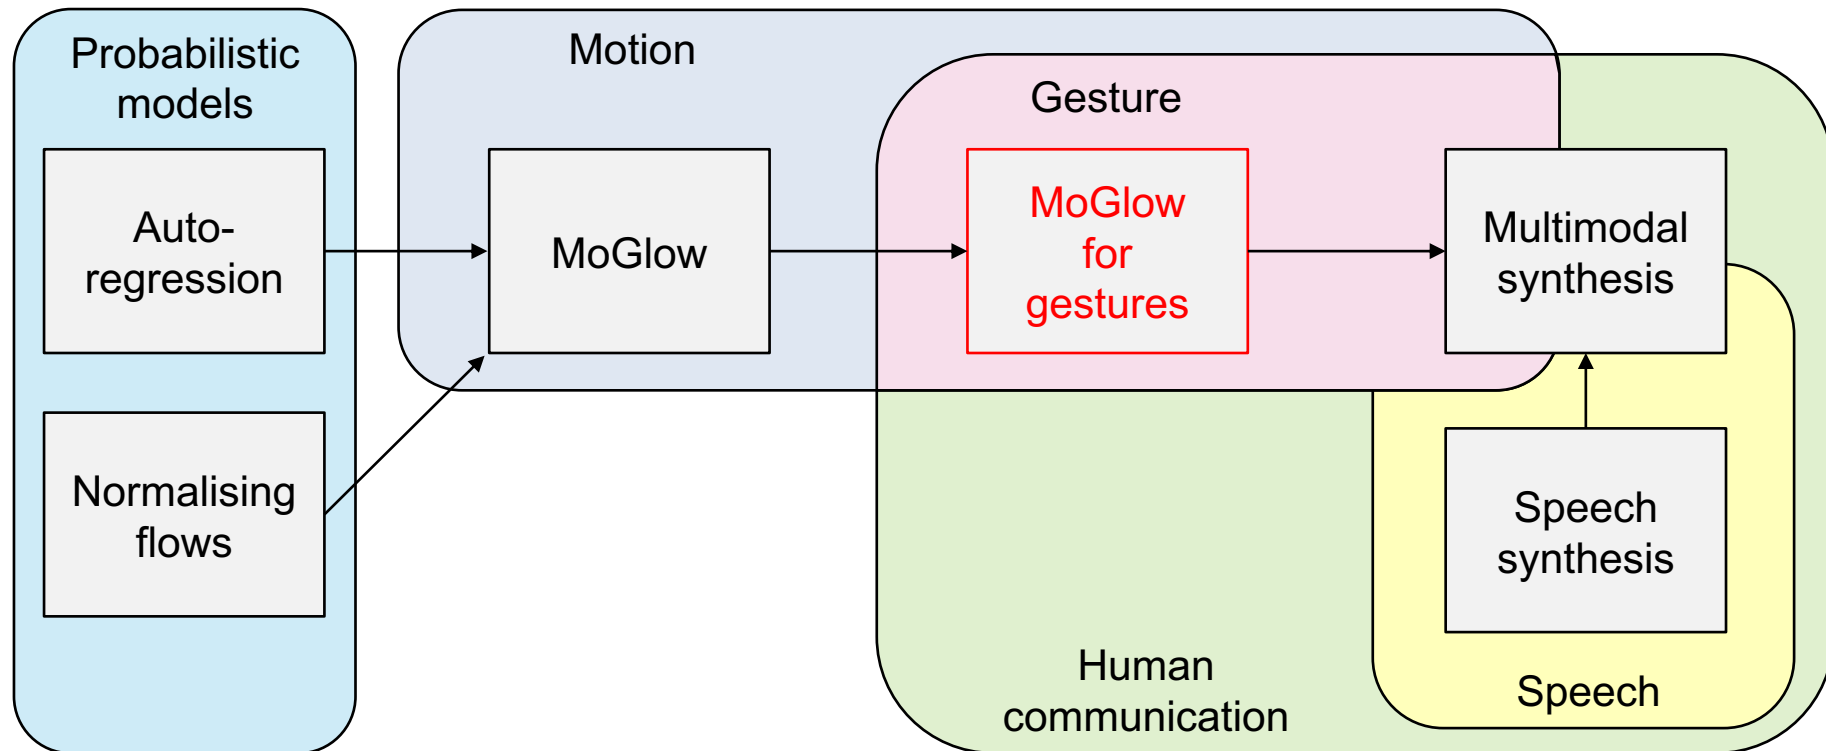 Probabilistic
models
Motion
Gesture
Auto-
regression
MoGlow
MoGlow
for
gestures
Multimodal
synthesis
Normalising
flows
Speech
synthesis
Human
communication
Speech